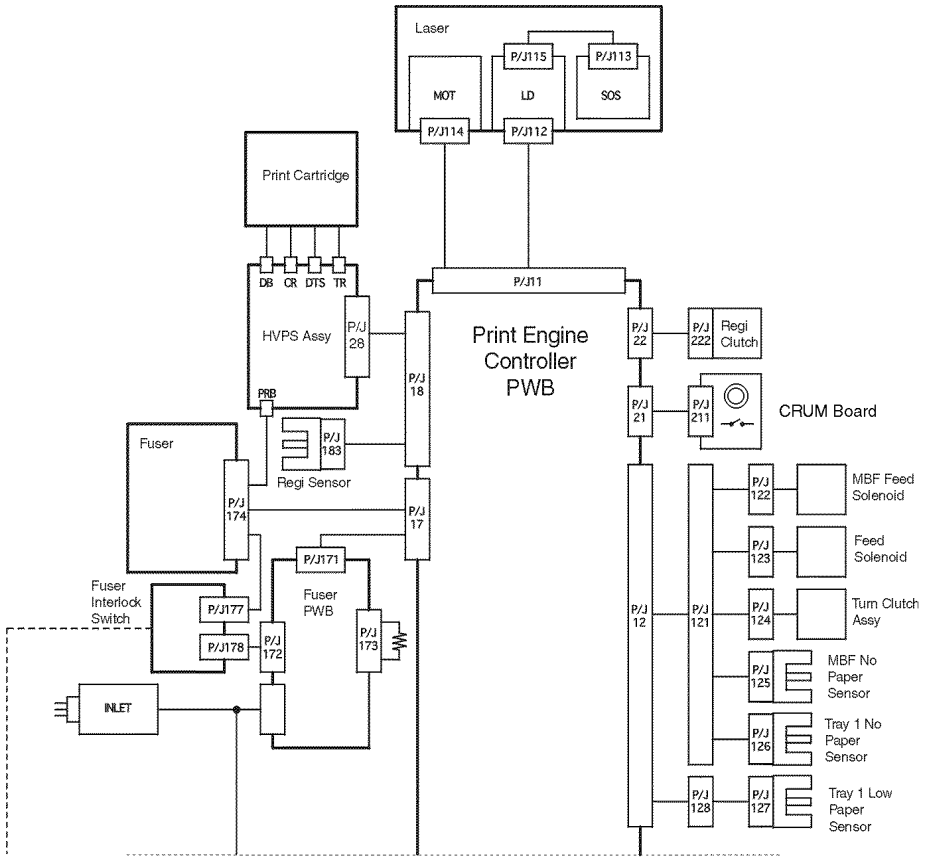 Laser
P/J115
P/J113
MOT
LD
SOS
P/J114
P/J112
Print Cartridge
DB
CR
DTS
TR
P/J11
HVPS Assy
P/J
28
PRB
P/J
18
Print Engine
Controller
PWB
P/J
22
P/J
222
Regi
Clutch
P/J
21
P/J
211
CRUM Board
P/J
183
Regi Sensor
Fuser
P/J
174
P/J
17
P/J171
Fuser
PWB
Fuser
Interlock
Switch
P/J177
P/J178
P/J
172
P/J
173
INLET
P/J
12
P/J
121
P/J
122
MBF Feed
Solenoid
P/J
123
Feed
Solenoid
P/J
124
Turn Clutch
Assy
P/J
125
MBF No
Paper
Sensor
P/J
126
Tray 1 No
Paper
Sensor
P/J
128
P/J
127
Tray 1 Low
Paper
Sensor